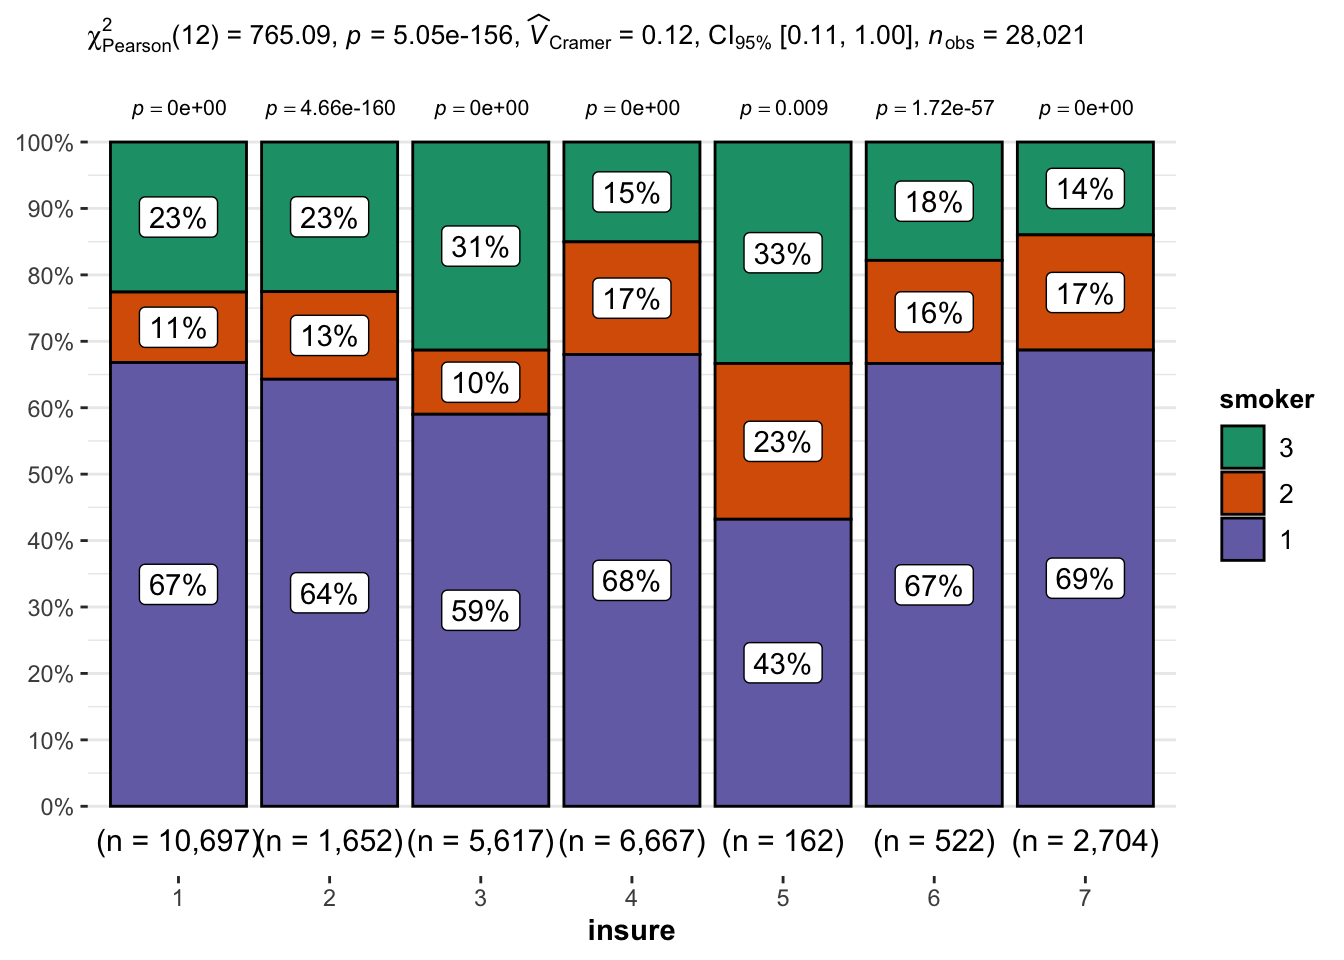 χ²Pearson(12) = 765.09, p = 5.05e-156, V̂Cramer = 0.12, CI95% [0.11, 1.00], nobs = 28,021
p = 0e+00 p = 4.66e-160 p = 0e+00 p = 0e+00 p = 0.009 p = 1.72e-57 p = 0e+00
100%
90%
80%
70%
60%
50%
40%
30%
20%
10%
0%
23% 23% 31% 15% 33% 18% 14%
11% 13% 10% 17% 23% 16% 17%
67% 64% 59% 68% 43% 67% 69%
(n = 10,697) (n = 1,652) (n = 5,617) (n = 6,667) (n = 162) (n = 522) (n = 2,704)
1 2 3 4 5 6 7
insure
smoker
3
2
1